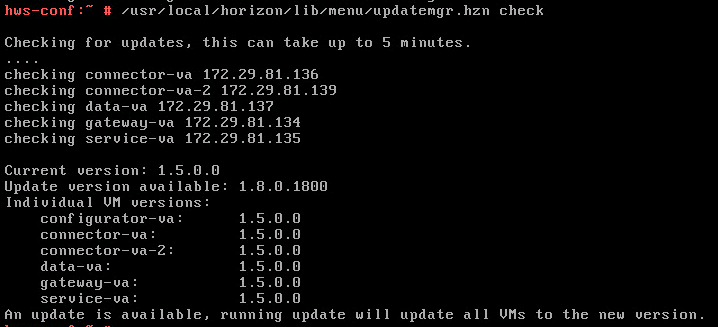 hws-conf:~ # /usr/local/horizon/lib/menu/updatemgr.hzn check
Checking for updates, this can take up to 5 minutes.
....
checking connector-va 172.29.81.136
checking connector-va-2 172.29.81.139
checking data-va 172.29.81.137
checking gateway-va 172.29.81.134
checking service-va 172.29.81.135
Current version: 1.5.0.0
Update version available: 1.8.0.1800
Individual VM versions:
configurator-va: 1.5.0.0
connector-va: 1.5.0.0
connector-va-2: 1.5.0.0
data-va: 1.5.0.0
gateway-va: 1.5.0.0
service-va: 1.5.0.0
An update is available, running update will update all VMs to the new version.
hws-conf:~ #